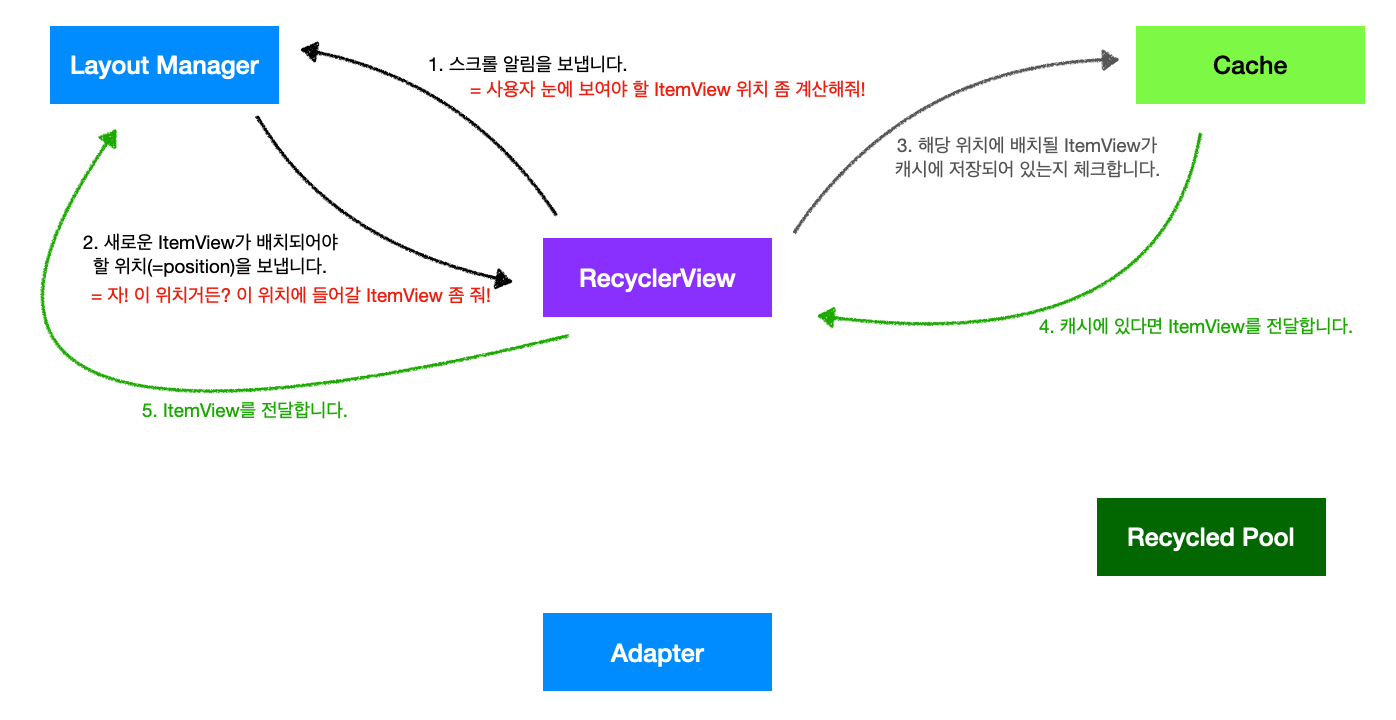 Layout Manager
1. 스크롤 알림을 보냅니다.
= 사용자 눈에 보여야 할 ItemView 위치 좀 계산해줘!
Cache
3. 해당 위치에 배치될 ItemView가
캐시에 저장되어 있는지 체크합니다.
2. 새로운 ItemView가 배치되어야
할 위치(=position)을 보냅니다.
= 자! 이 위치거든? 이 위치에 들어갈 ItemView 좀 줘!
RecyclerView
4. 캐시에 있다면 ItemView를 전달합니다.
5. ItemView를 전달합니다.
Recycled Pool
Adapter